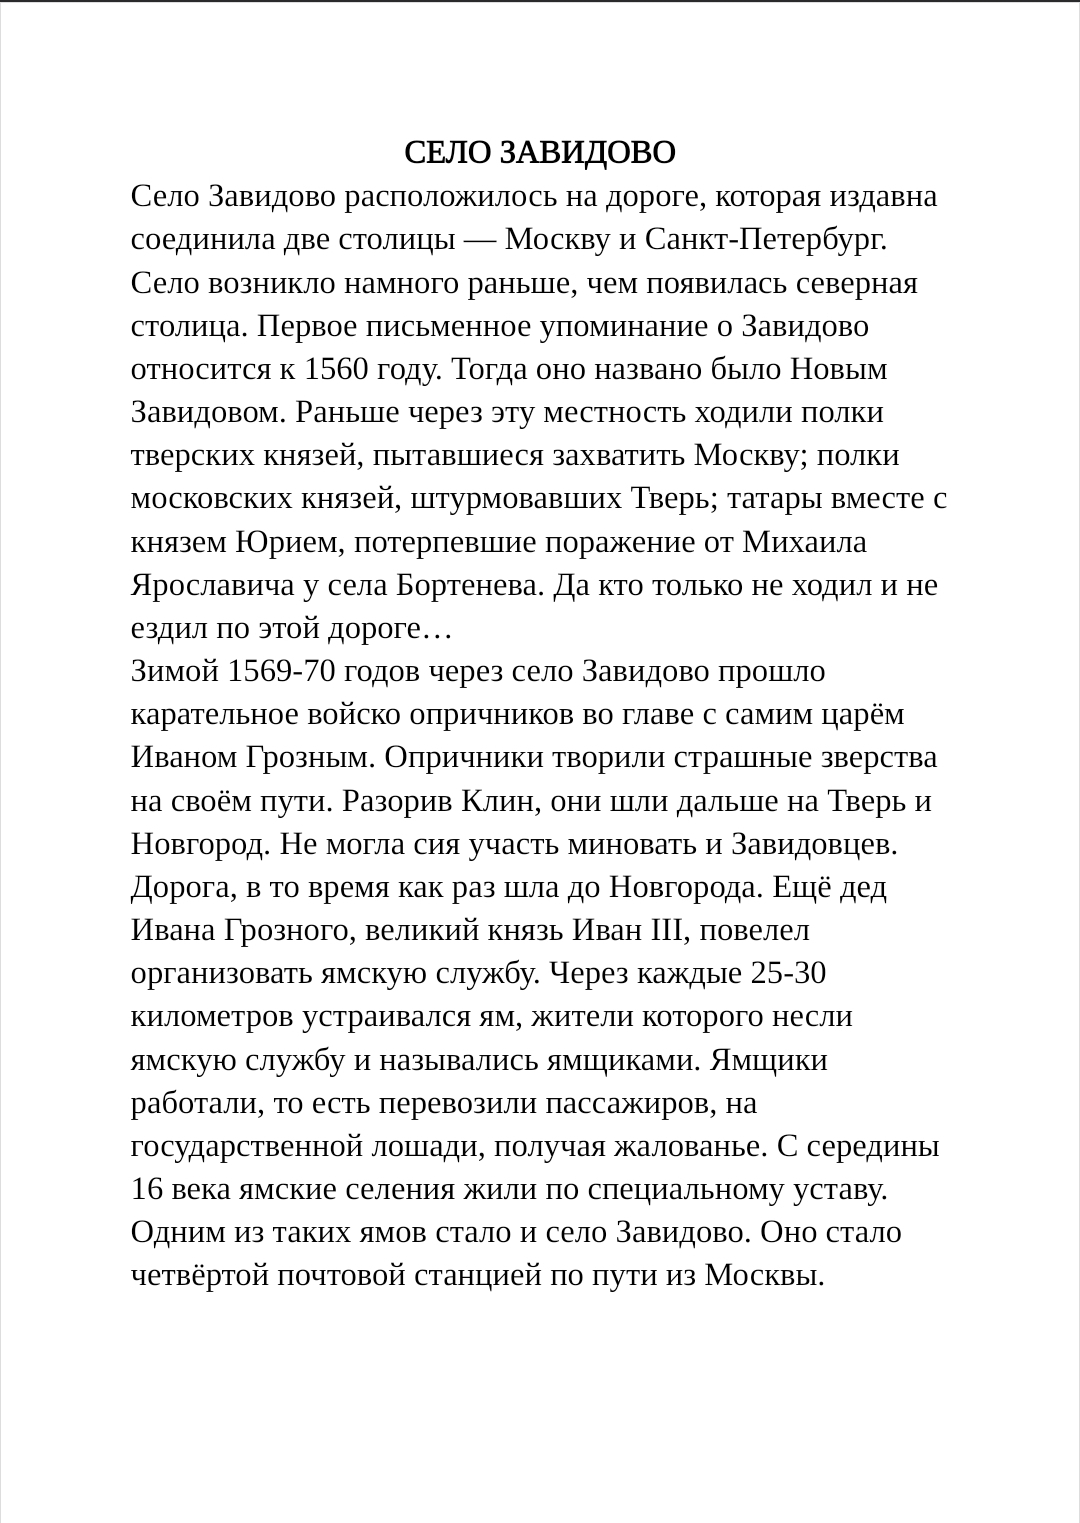 СЕЛО ЗАВИДОВО
Село Завидово расположилось на дороге, которая издавна
соединила две столицы — Москву и Санкт-Петербург.
Село возникло намного раньше, чем появилась северная
столица. Первое письменное упоминание о Завидово
относится к 1560 году. Тогда оно названо было Новым
Завидовом. Раньше через эту местность ходили полки
тверских князей, пытавшиеся захватить Москву; полки
московских князей, штурмовавших Тверь; татары вместе с
князем Юрием, потерпевшие поражение от Михаила
Ярославича у села Бортенева. Да кто только не ходил и не
ездил по этой дороге…
Зимой 1569-70 годов через село Завидово прошло
карательное войско опричников во главе с самим царём
Иваном Грозным. Опричники творили страшные зверства
на своём пути. Разорив Клин, они шли дальше на Тверь и
Новгород. Не могла сия участь миновать и Завидовцев.
Дорога, в то время как раз шла до Новгорода. Ещё дед
Ивана Грозного, великий князь Иван III, повелел
организовать ямскую службу. Через каждые 25-30
километров устраивался ям, жители которого несли
ямскую службу и назывались ямщиками. Ямщики
работали, то есть перевозили пассажиров, на
государственной лошади, получая жалованье. С середины
16 века ямские селения жили по специальному уставу.
Одним из таких ямов стало и село Завидово. Оно стало
четвёртой почтовой станцией по пути из Москвы.